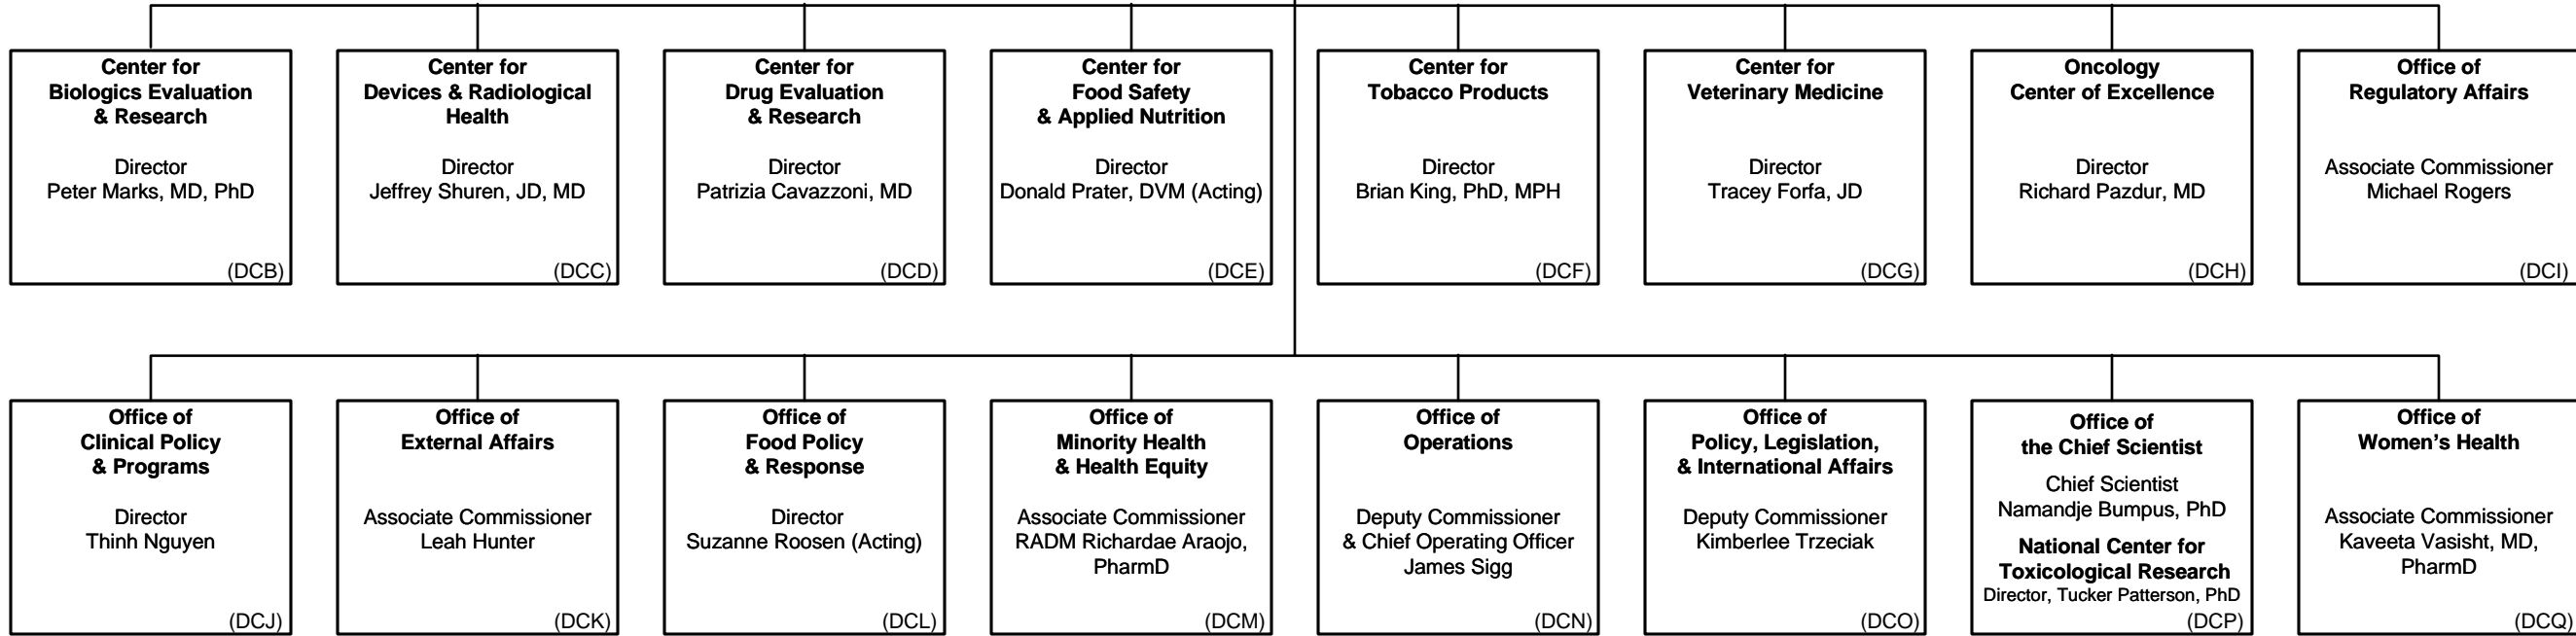 Center for
Biologics Evaluation
& Research
Director
Peter Marks, MD, PhD
(DCB)
Center for
Devices & Radiological
Health
Director
Jeffrey Shuren, JD, MD
(DCC)
Center for
Drug Evaluation
& Research
Director
Patrizia Cavazzoni, MD
(DCD)
Center for
Food Safety
& Applied Nutrition
Director
Donald Prater, DVM (Acting)
(DCE)
Center for
Tobacco Products
Director
Brian King, PhD, MPH
(DCF)
Center for
Veterinary Medicine
Director
Tracey Forfa, JD
(DCG)
Oncology
Center of Excellence
Director
Richard Pazdur, MD
(DCH)
Office of
Regulatory Affairs
Associate Commissioner
Michael Rogers
(DCI)
Office of
Clinical Policy
& Programs
Director
Thinh Nguyen
(DCJ)
Office of
External Affairs
Associate Commissioner
Leah Hunter
(DCK)
Office of
Food Policy
& Response
Director
Suzanne Roosen (Acting)
(DCL)
Office of
Minority Health
& Health Equity
Associate Commissioner
RADM Richardae Araojo,
PharmD
(DCM)
Office of
Operations
Deputy Commissioner
& Chief Operating Officer
James Sigg
(DCN)
Office of
Policy, Legislation,
& International Affairs
Deputy Commissioner
Kimberlee Trzeciak
(DCO)
Office of
the Chief Scientist
Chief Scientist
Namandje Bumpus, PhD
National Center for
Toxicological Research
Director, Tucker Patterson, PhD
(DCP)
Office of
Women’s Health
Associate Commissioner
Kaveeta Vasisht, MD,
PharmD
(DCQ)